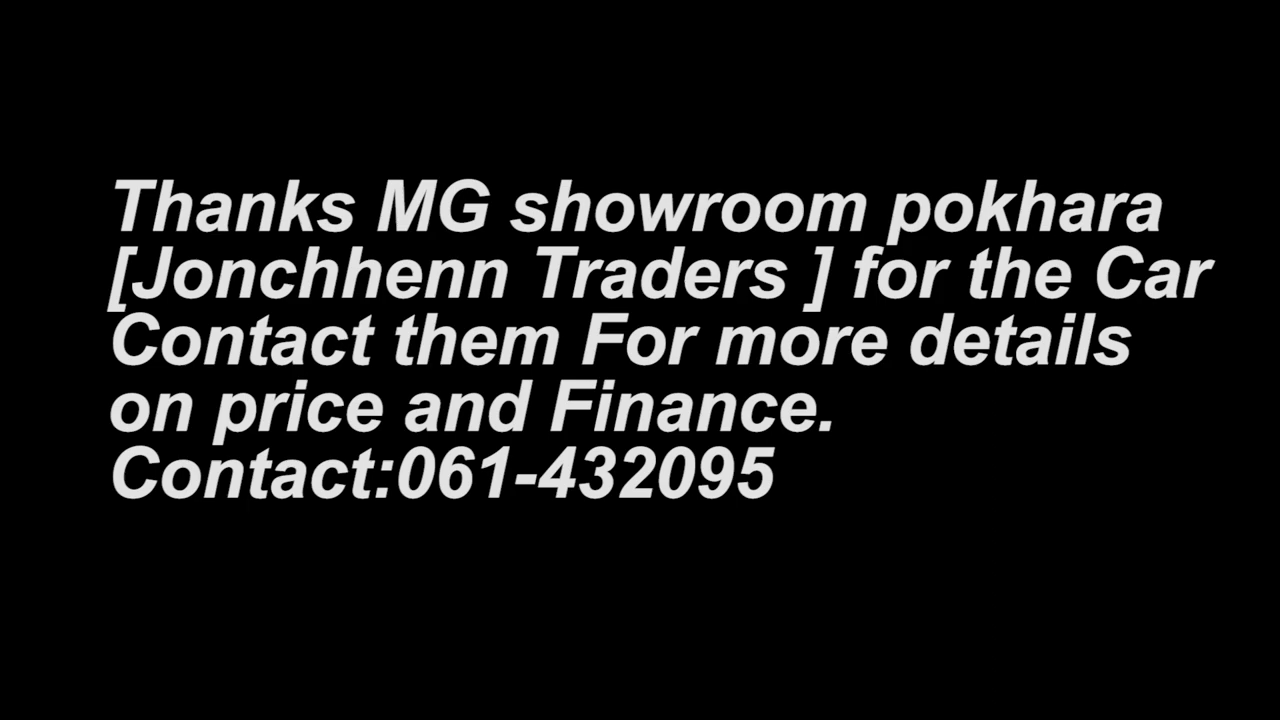 Thanks MG showroom pokhara
[Jonchhenn Traders ] for the Car
Contact them For more details
on price and Finance.
Contact:061-432095